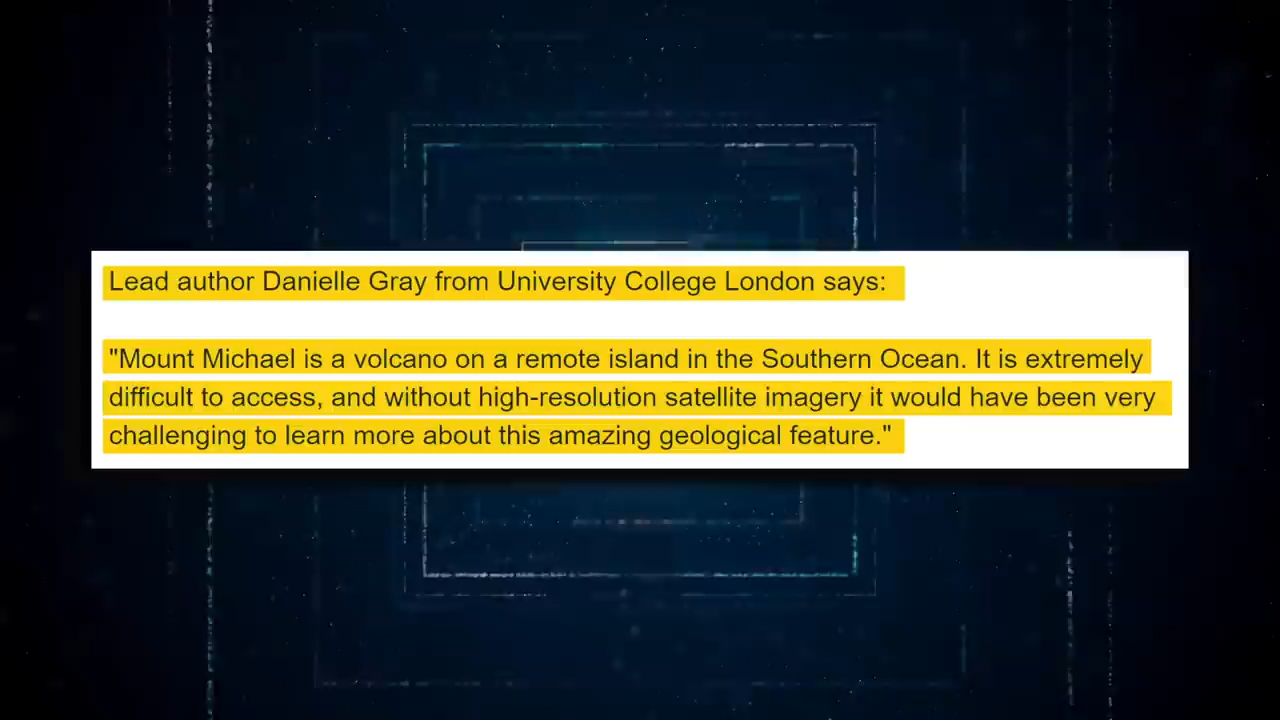 Lead author Danielle Gray from University College London says:
"Mount Michael is a volcano on a remote island in the Southern Ocean. It is extremely
difficult to access, and without high-resolution satellite imagery it would have been very
challenging to learn more about this amazing geological feature."